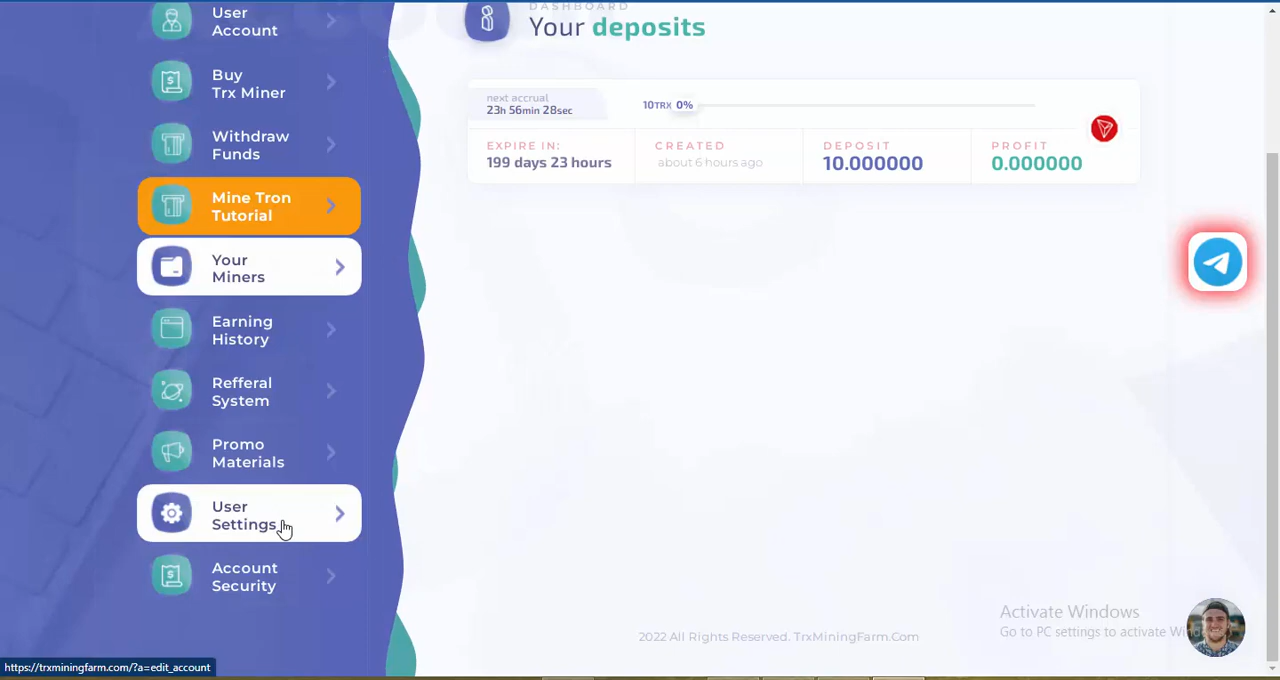 User
Account
Buy
Trx Miner
Withdraw
Funds
Mine Tron
Tutorial
Your
Miners
Earning
History
Refferal
System
Promo
Materials
User
Settings
Account
Security
DASHBOARD
Your deposits
next accrual
23h 56min 28sec
10TRX 0%
EXPIRE IN:
199 days 23 hours
CREATED
about 6 hours ago
DEPOSIT
10.000000
PROFIT
0.000000
Activate Windows
Go to PC settings to activate Wind
2022 All Rights Reserved. TrxMiningFarm.Com
https://trxminingfarm.com/?a=edit_account